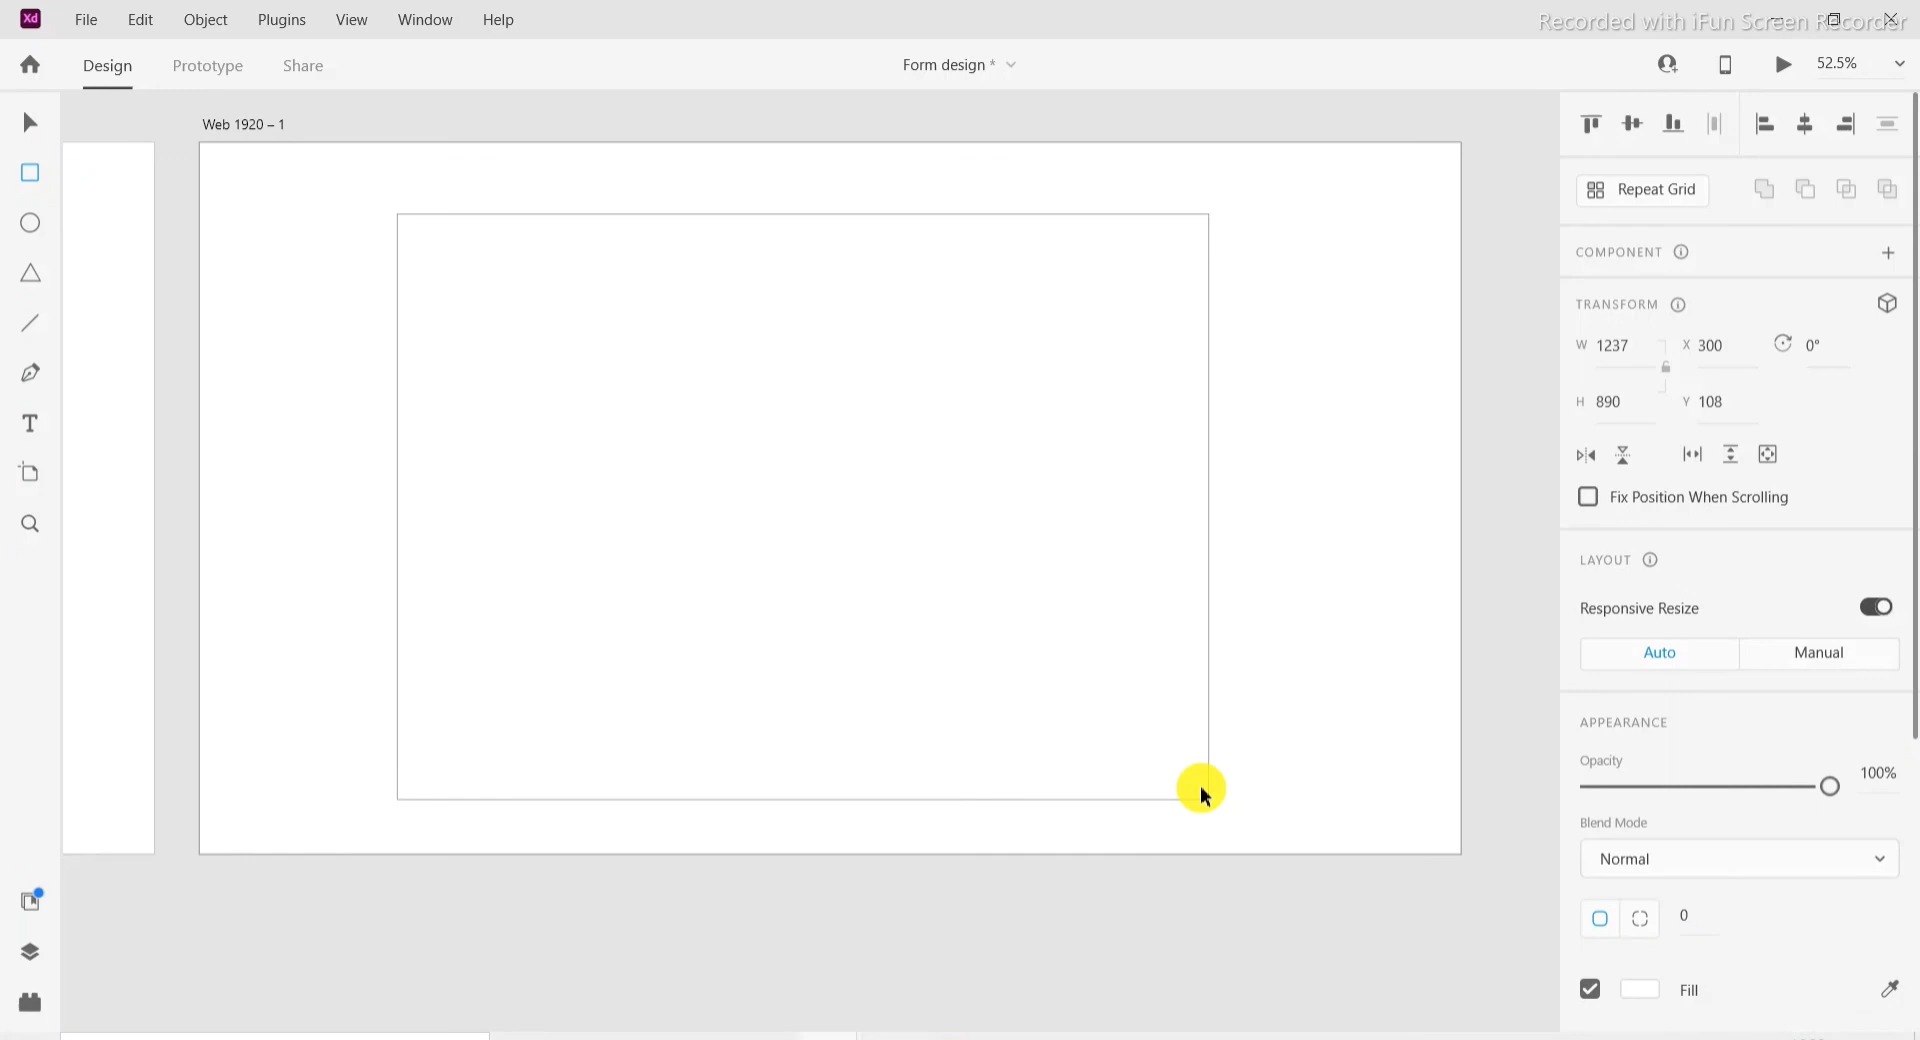 Xd File Edit Object Plugins View Window Help
Recorded with iFun Screen Recorder
Design Prototype Share
Form design *
52.5%
Web 1920 – 1
Repeat Grid
COMPONENT
TRANSFORM
W 1237 X 300 0°
H 890 Y 108
Fix Position When Scrolling
LAYOUT
Responsive Resize
Auto Manual
APPEARANCE
Opacity
100%
Blend Mode
Normal
0
Fill
T